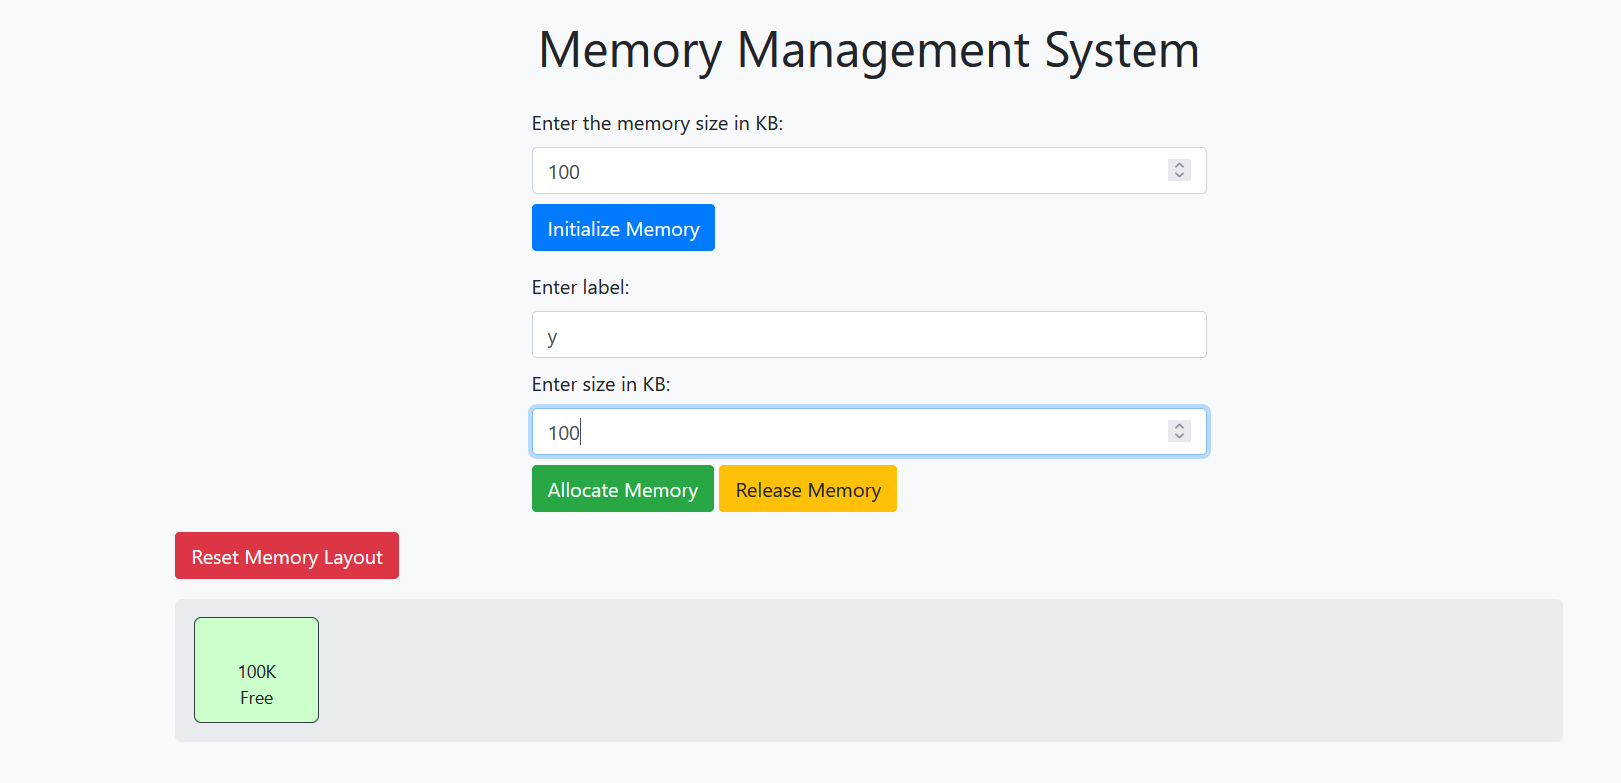 Memory Management System
Enter the memory size in KB:
100
Initialize Memory
Enter label:
y
Enter size in KB:
100
Allocate Memory Release Memory
Reset Memory Layout
100K
Free